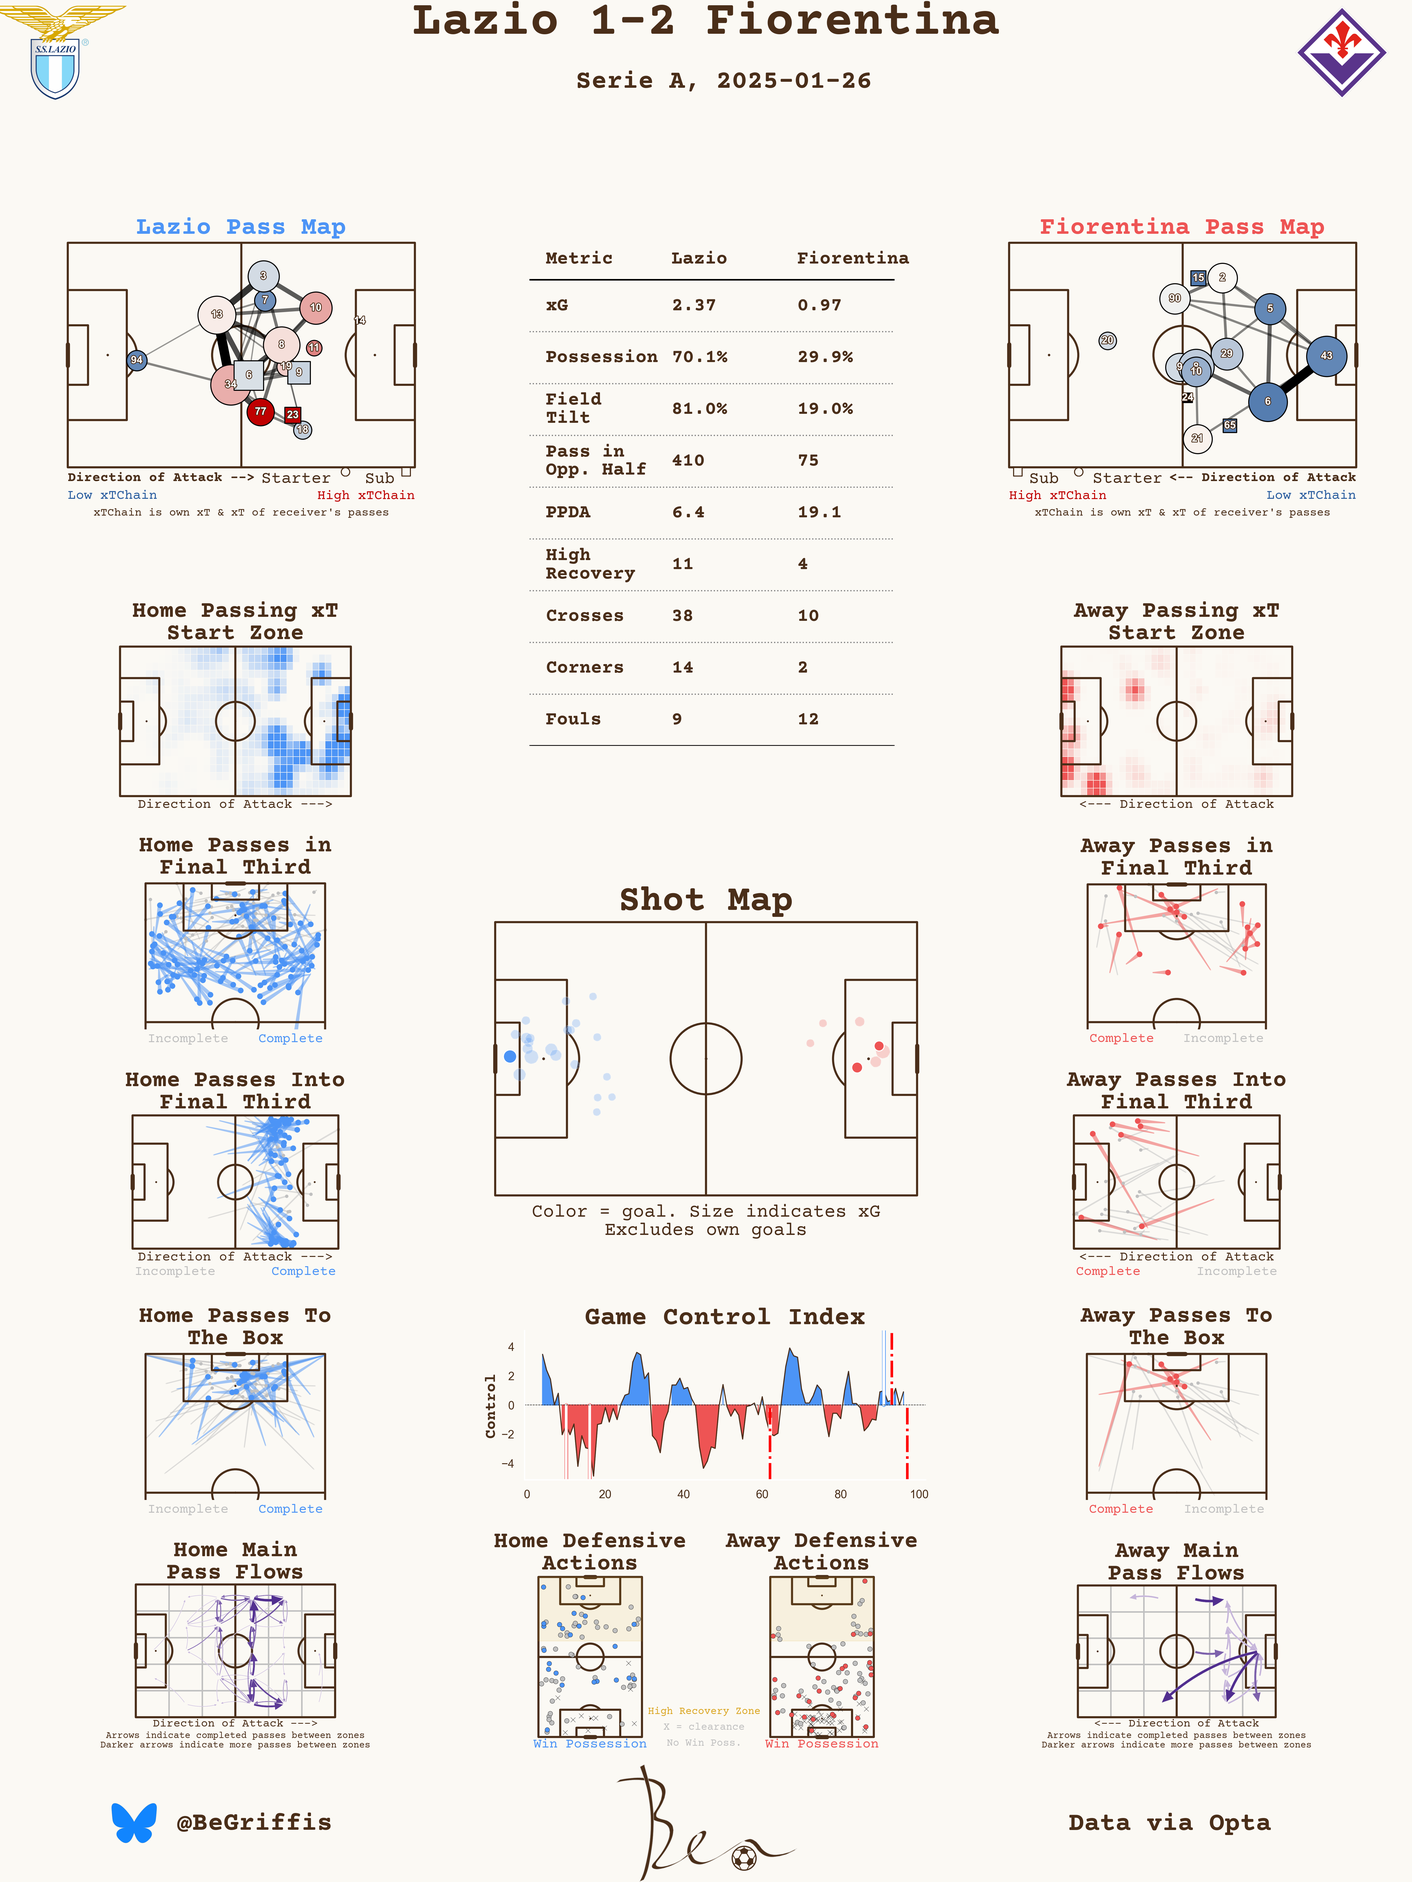 Lazio 1-2 Fiorentina
Serie A, 2025-01-26
S.S.LAZIO ®
Lazio Pass Map
3
7
10
13
14
8
11
94
19
9
6
34
77
23
18
Direction of Attack --> Starter Sub
Low xTChain High xTChain
xTChain is own xT & xT of receiver's passes
Metric Lazio Fiorentina
xG 2.37 0.97
Possession 70.1% 29.9%
Field
Tilt 81.0% 19.0%
Pass in
Opp. Half 410 75
PPDA 6.4 19.1
High
Recovery 11 4
Crosses 38 10
Corners 14 2
Fouls 9 12
Fiorentina Pass Map
15
2
90
5
20
29
43
9
8
10
24
6
65
21
Sub Starter <-- Direction of Attack
High xTChain Low xTChain
xTChain is own xT & xT of receiver's passes
Home Passing xT
Start Zone
Direction of Attack --->
Away Passing xT
Start Zone
<--- Direction of Attack
Home Passes in
Final Third
Incomplete Complete
Away Passes in
Final Third
Complete Incomplete
Shot Map
Color = goal. Size indicates xG
Excludes own goals
Home Passes Into
Final Third
Direction of Attack --->
Incomplete Complete
Away Passes Into
Final Third
<--- Direction of Attack
Complete Incomplete
Home Passes To
The Box
Incomplete Complete
Game Control Index
Control
4
2
0
−2
−4
0 20 40 60 80 100
Away Passes To
The Box
Complete Incomplete
Home Main
Pass Flows
Direction of Attack --->
Arrows indicate completed passes between zones
Darker arrows indicate more passes between zones
Home Defensive
Actions
Win Possession
High Recovery Zone
X = clearance
No Win Poss.
Away Defensive
Actions
Win Possession
Away Main
Pass Flows
<--- Direction of Attack
Arrows indicate completed passes between zones
Darker arrows indicate more passes between zones
@BeGriffis
Ben
Data via Opta